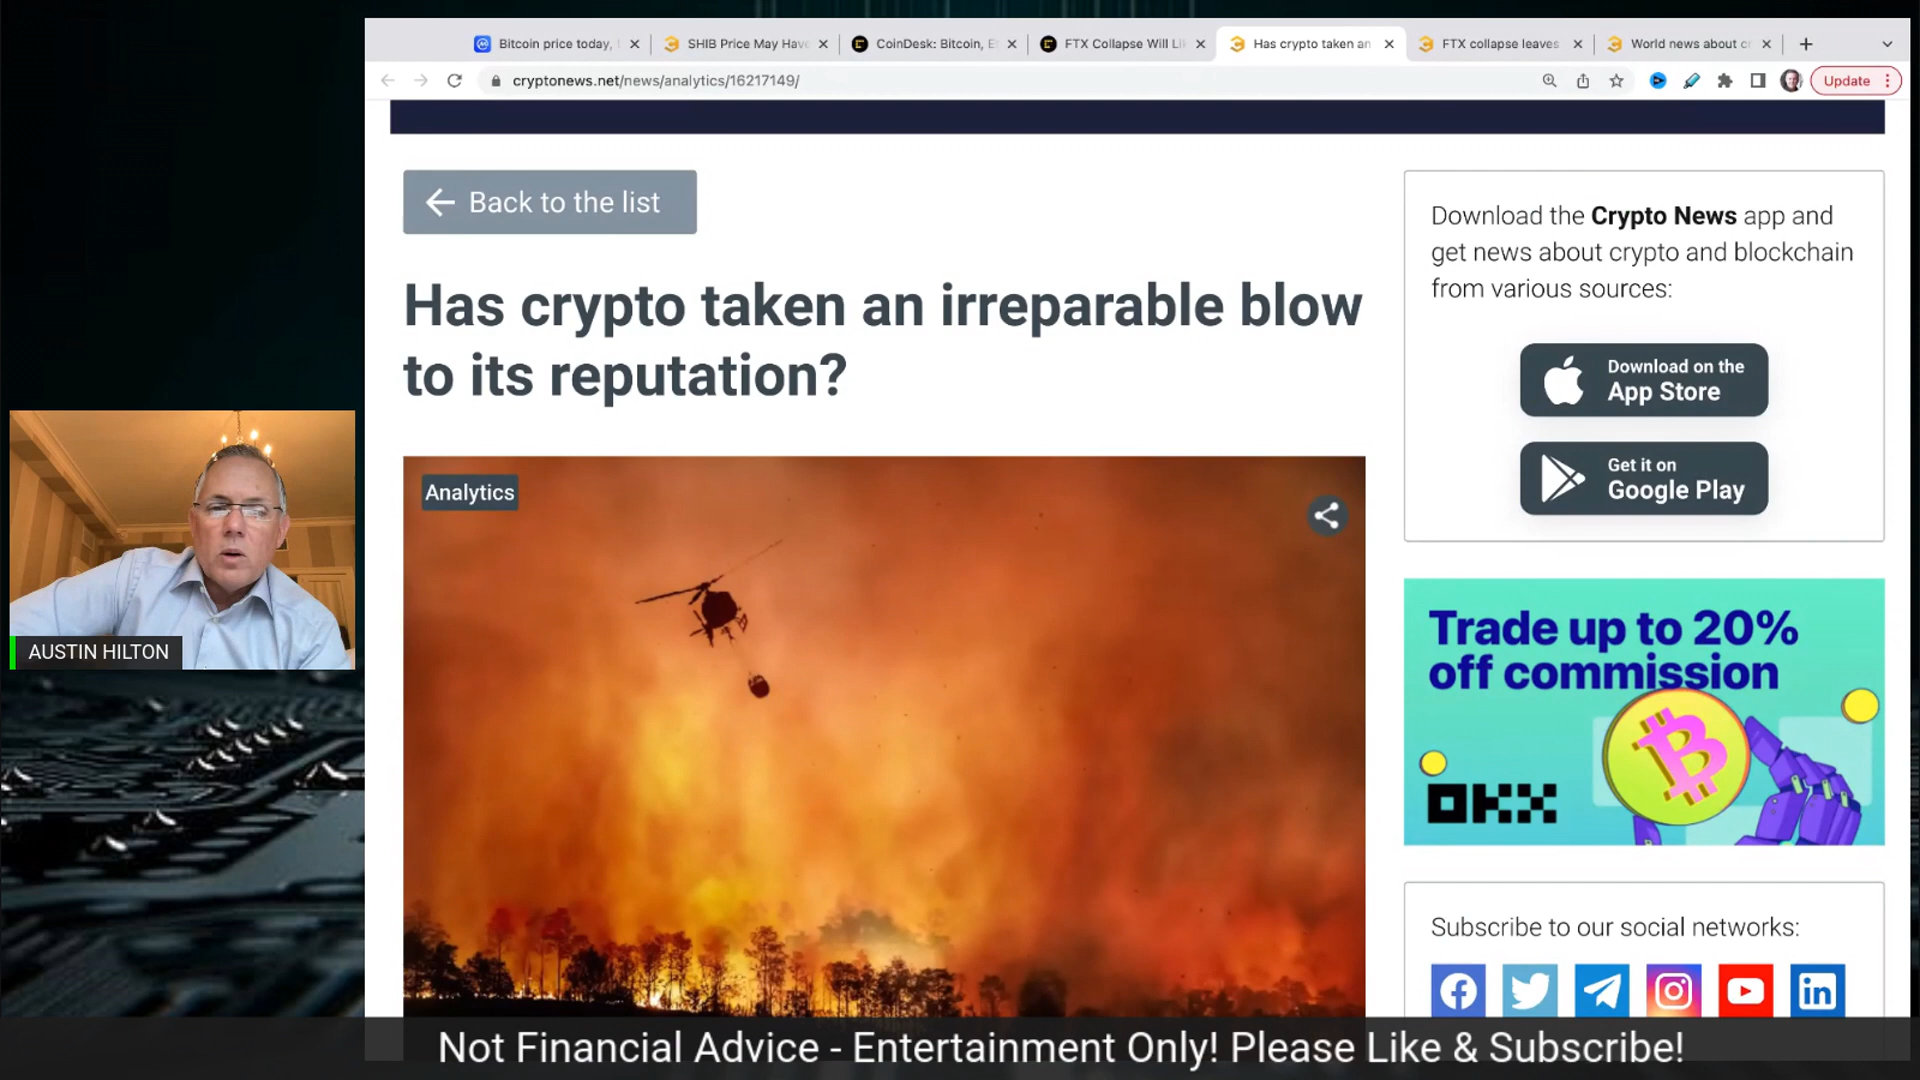 Bitcoin price today,
SHIB Price May Have
CoinDesk: Bitcoin, E
FTX Collapse Will Li
Has crypto taken an
FTX collapse leaves
World news about cr
cryptonews.net/news/analytics/16217149/
Update
Back to the list
Has crypto taken an irreparable blow
to its reputation?
Analytics
Download the Crypto News app and
get news about crypto and blockchain
from various sources:
Download on the
App Store
Get it on
Google Play
Trade up to 20%
off commission
OKX
Subscribe to our social networks:
AUSTIN HILTON
Not Financial Advice - Entertainment Only! Please Like & Subscribe!